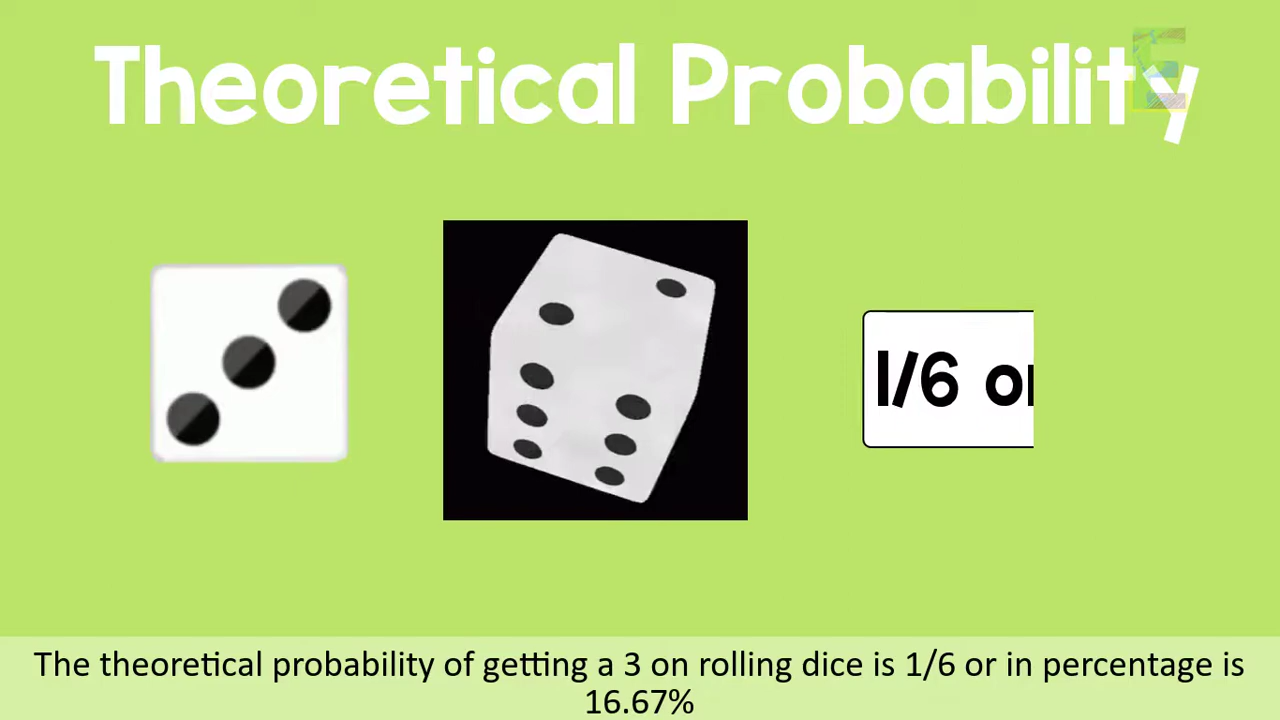 Theoretical Probability
1/6 or
The theoretical probability of getting a 3 on rolling dice is 1/6 or in percentage is
16.67%